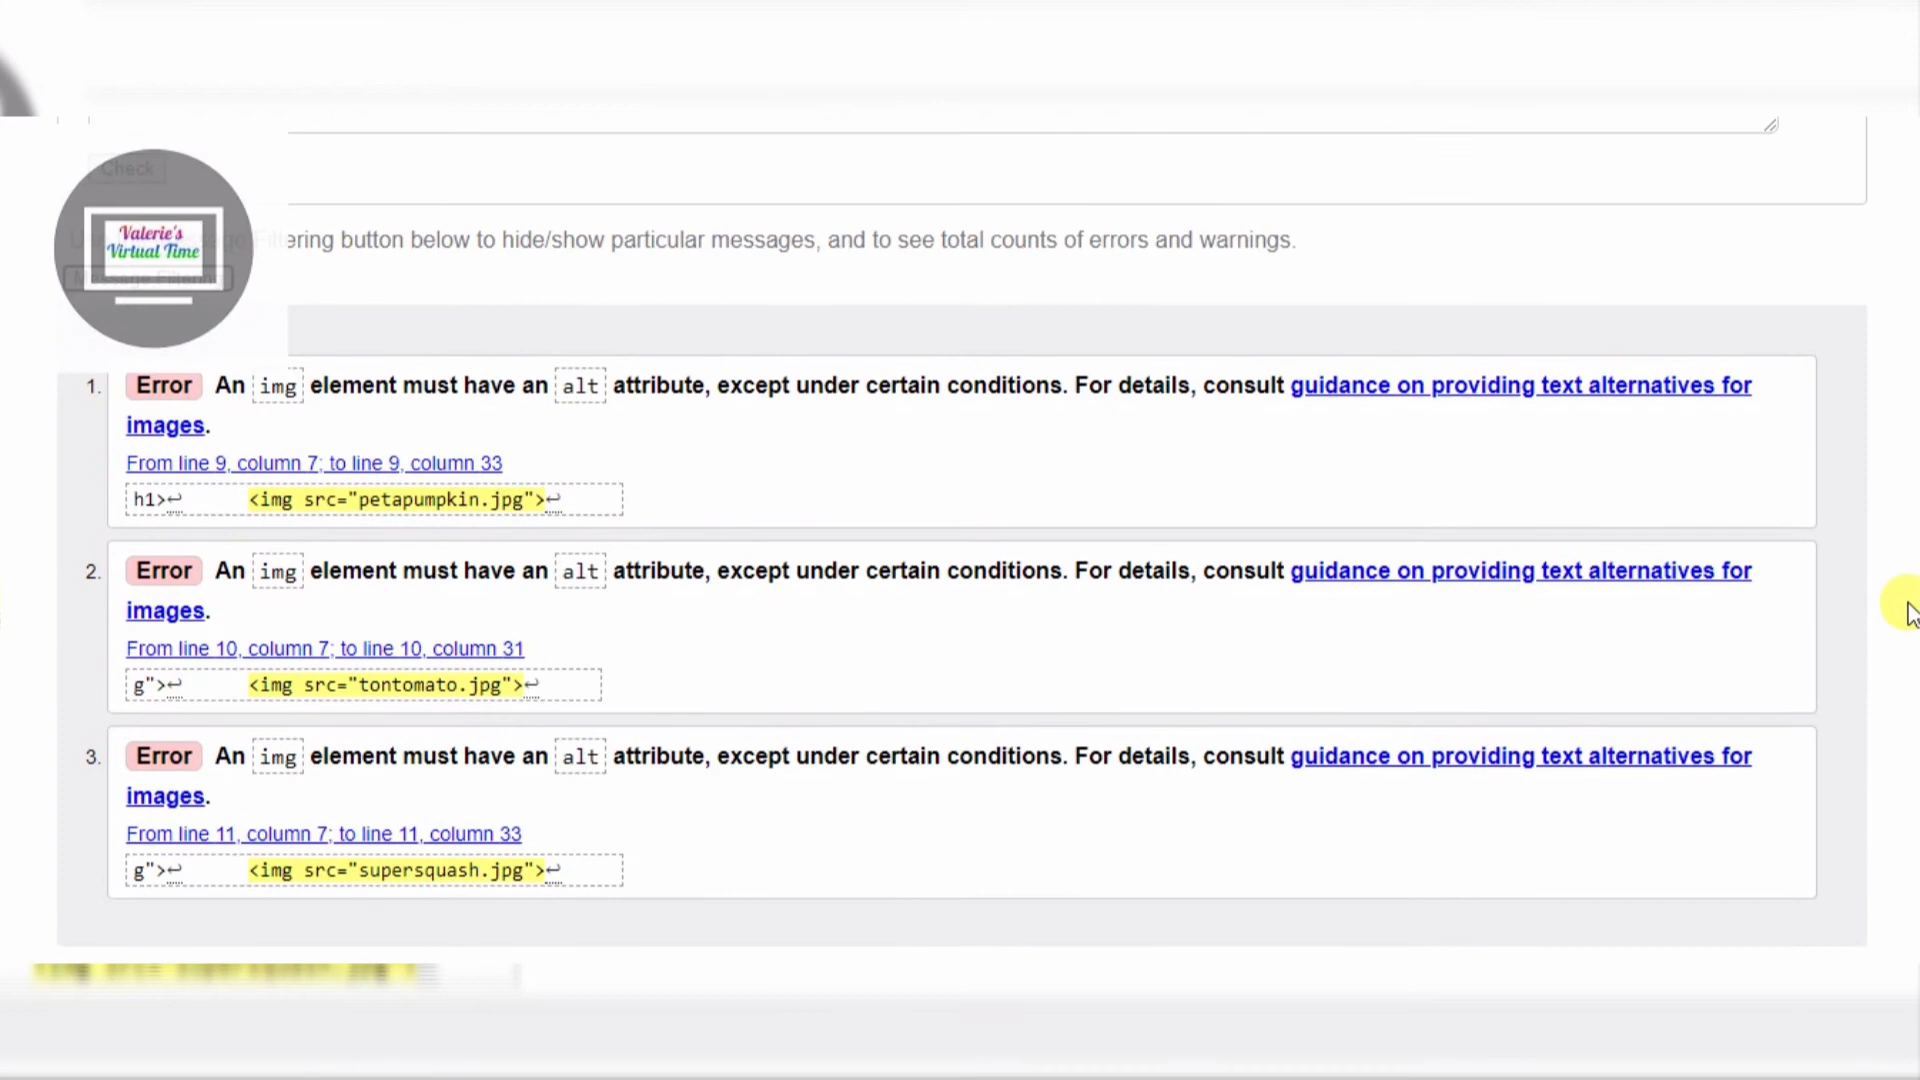 Check
Valerie's
Virtual Time
ering button below to hide/show particular messages, and to see total counts of errors and warnings.
Message Filtering
1. Error An img element must have an alt attribute, except under certain conditions. For details, consult guidance on providing text alternatives for
images.
From line 9, column 7; to line 9, column 33
h1>↩ <img src="petapumpkin.jpg">↩
2. Error An img element must have an alt attribute, except under certain conditions. For details, consult guidance on providing text alternatives for
images.
From line 10, column 7; to line 10, column 31
g">↩ <img src="tontomato.jpg">↩
3. Error An img element must have an alt attribute, except under certain conditions. For details, consult guidance on providing text alternatives for
images.
From line 11, column 7; to line 11, column 33
g">↩ <img src="supersquash.jpg">↩